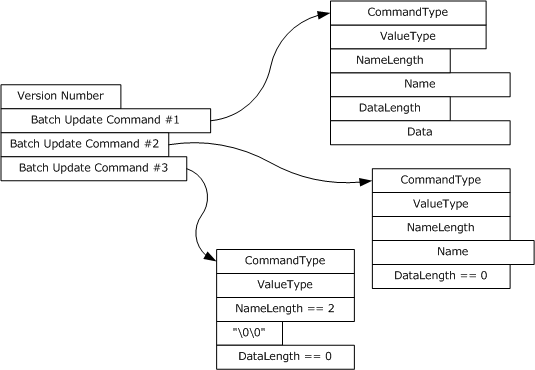 Version Number
Batch Update Command #1
Batch Update Command #2
Batch Update Command #3
CommandType
ValueType
NameLength
Name
DataLength
Data
CommandType
ValueType
NameLength
Name
DataLength == 0
CommandType
ValueType
NameLength == 2
"\0\0"
DataLength == 0